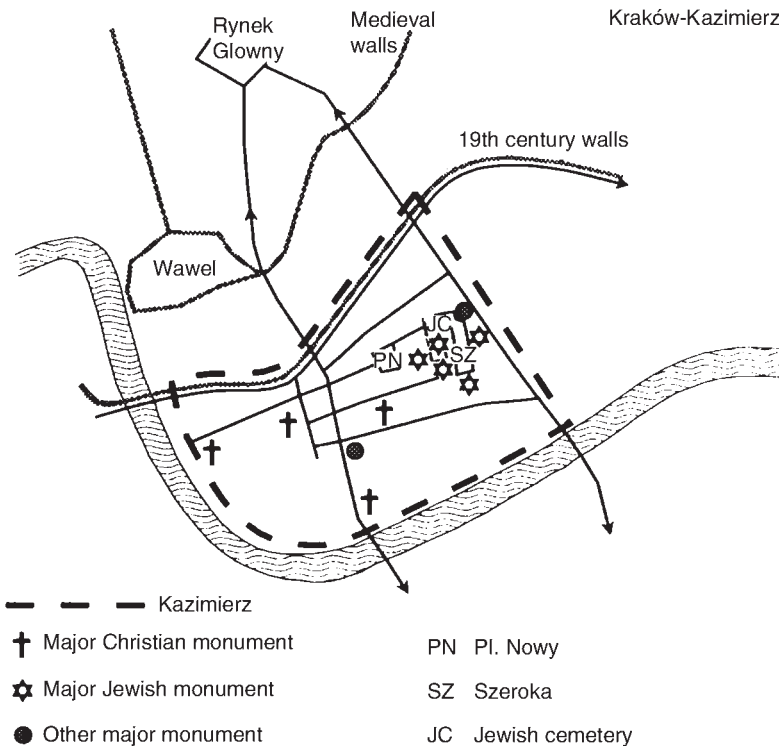 Kraków-Kazimierz
Rynek
Glowny
Medieval
walls
19th century walls
Wawel
JC
PN
SZ
Kazimierz
Major Christian monument
Major Jewish monument
Other major monument
PN Pl. Nowy
SZ Szeroka
JC Jewish cemetery